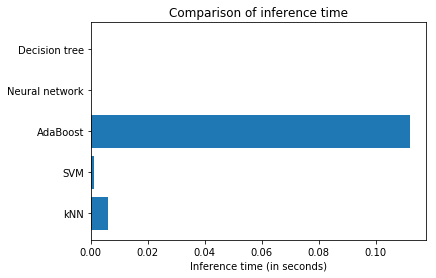 Comparison of inference time
Decision tree
Neural network
AdaBoost
SVM
kNN
0.00 0.02 0.04 0.06 0.08 0.10
Inference time (in seconds)